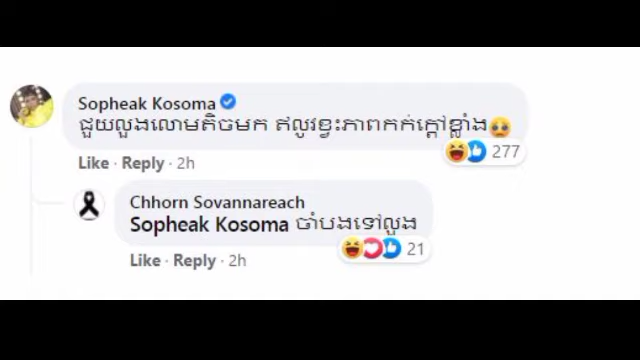 Sopheak Kosoma
ជួយលួងលោមតិចមក ឥលូវខ្វះភាពកក់ក្តៅខ្លាំង🥹
277
Like · Reply · 2h
Chhorn Sovannareach
Sopheak Kosoma ចាំបងទៅលួង
21
Like · Reply · 2h